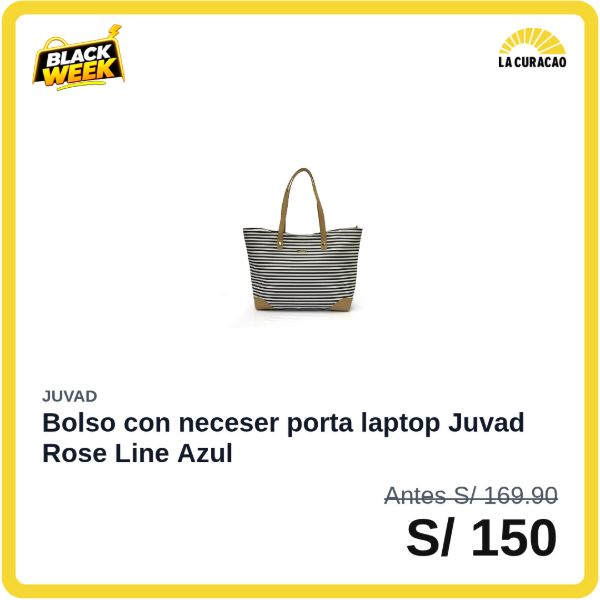 BLACK
WEEK
LA CURACAO
JUVAD
Bolso con neceser porta laptop Juvad
Rose Line Azul
Antes S/ 169.90
S/ 150